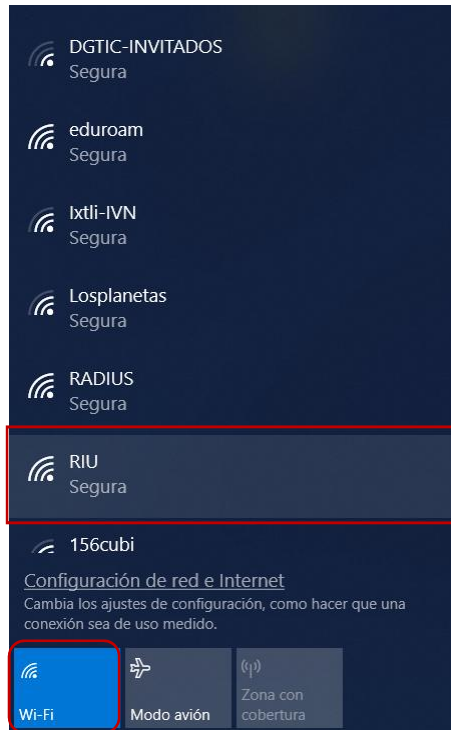 DGTIC-INVITADOS
Segura
eduroam
Segura
Ixtli-IVN
Segura
Losplanetas
Segura
RADIUS
Segura
RIU
Segura
156cubi
Configuración de red e Internet
Cambia los ajustes de configuración, como hacer que una
conexión sea de uso medido.
Wi-Fi
Modo avión
Zona con
cobertura